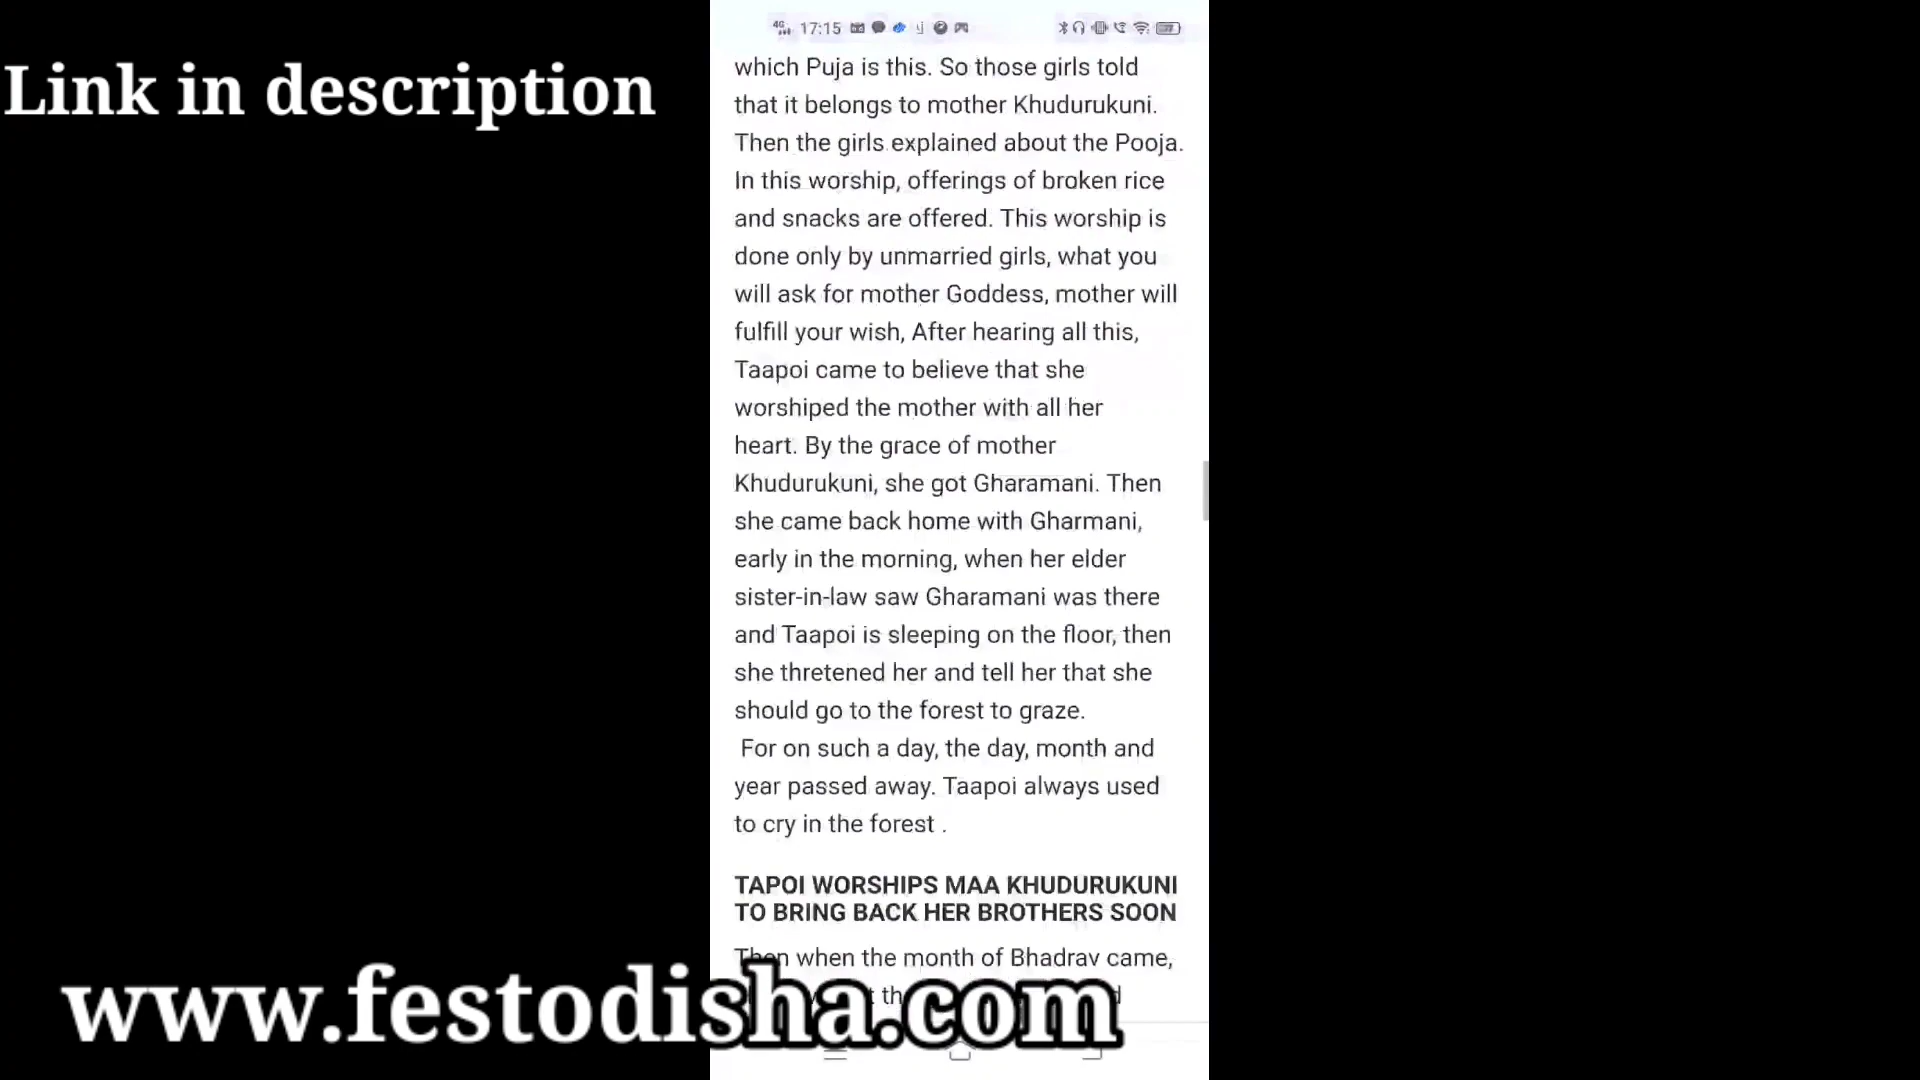 Link in description
17:15
which Puja is this. So those girls told
that it belongs to mother Khudurukuni.
Then the girls explained about the Pooja.
In this worship, offerings of broken rice
and snacks are offered. This worship is
done only by unmarried girls, what you
will ask for mother Goddess, mother will
fulfill your wish, After hearing all this,
Taapoi came to believe that she
worshiped the mother with all her
heart. By the grace of mother
Khudurukuni, she got Gharamani. Then
she came back home with Gharmani,
early in the morning, when her elder
sister-in-law saw Gharamani was there
and Taapoi is sleeping on the floor, then
she thretened her and tell her that she
should go to the forest to graze.
For on such a day, the day, month and
year passed away. Taapoi always used
to cry in the forest .
TAPOI WORSHIPS MAA KHUDURUKUNI
TO BRING BACK HER BROTHERS SOON
Then when the month of Bhadrav came,
www.festodisha.com